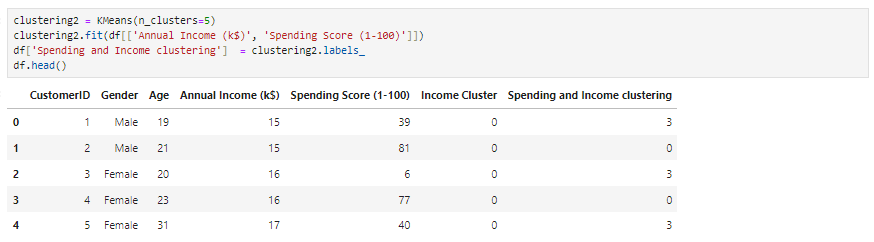 clustering2 = KMeans(n_clusters=5)
clustering2.fit(df[['Annual Income (k$)', 'Spending Score (1-100)']])
df['Spending and Income clustering']  = clustering2.labels_
df.head()
CustomerID Gender Age Annual Income (k$) Spending Score (1-100) Income Cluster Spending and Income clustering
0 1 Male 19 15 39 0 3
1 2 Male 21 15 81 0 0
2 3 Female 20 16 6 0 3
3 4 Female 23 16 77 0 0
4 5 Female 31 17 40 0 3